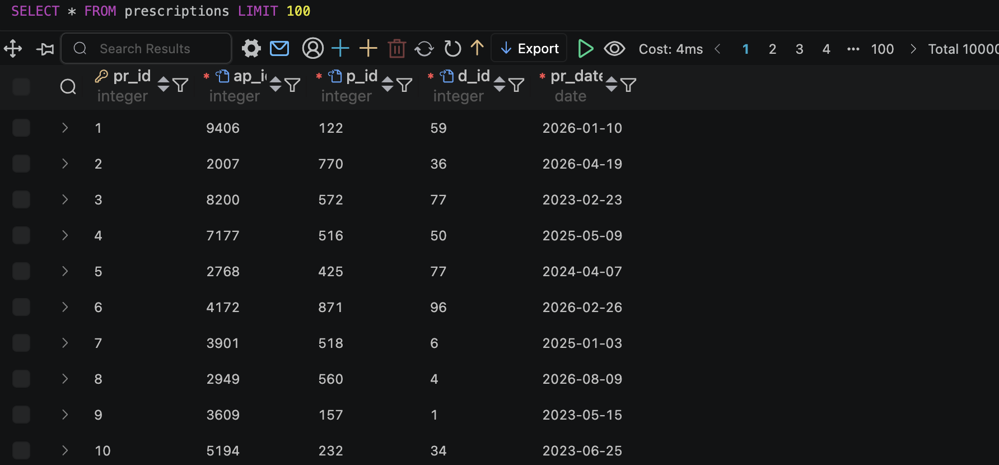 SELECT * FROM prescriptions LIMIT 100
Search Results Export Cost: 4ms 1 2 3 4 ••• 100 Total 10000
pr_id * ap_i * p_id * d_id * pr_date
integer integer integer integer date
1 9406 122 59 2026-01-10
2 2007 770 36 2026-04-19
3 8200 572 77 2023-02-23
4 7177 516 50 2025-05-09
5 2768 425 77 2024-04-07
6 4172 871 96 2026-02-26
7 3901 518 6 2025-01-03
8 2949 560 4 2026-08-09
9 3609 157 1 2023-05-15
10 5194 232 34 2023-06-25